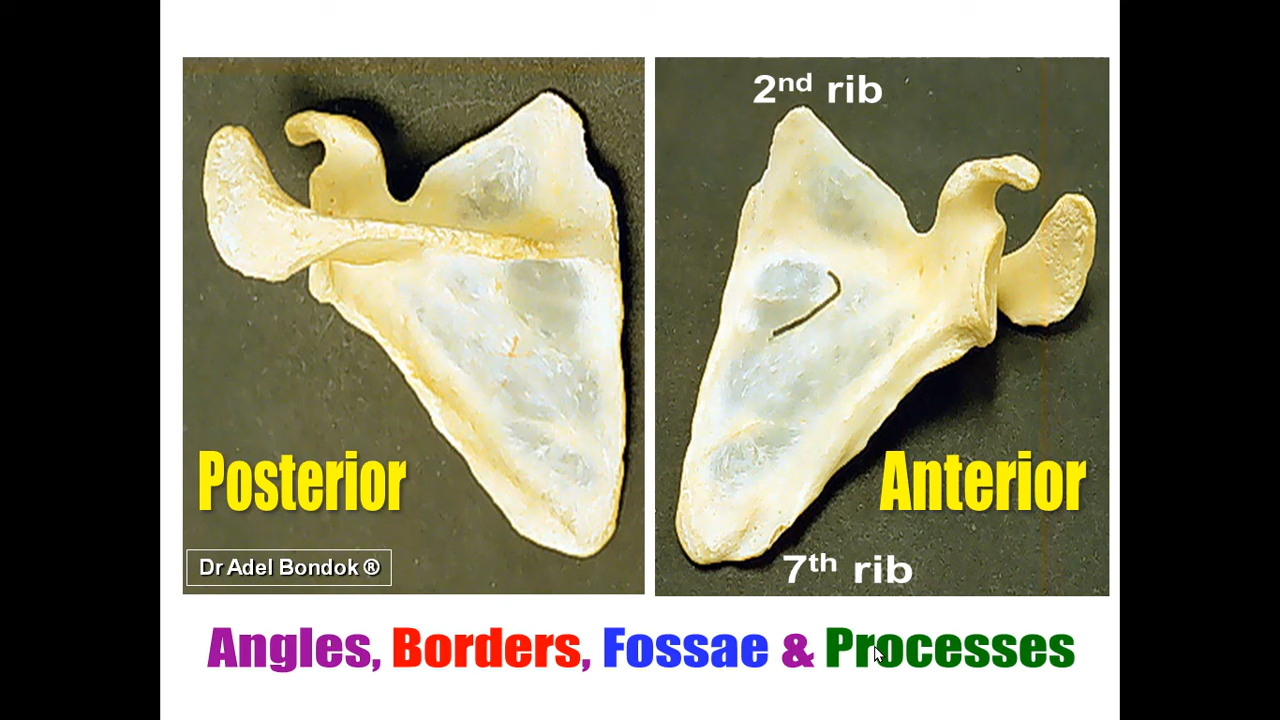 2nd rib
Posterior
Anterior
Dr Adel Bondok ®
7th rib
Angles, Borders, Fossae & Processes